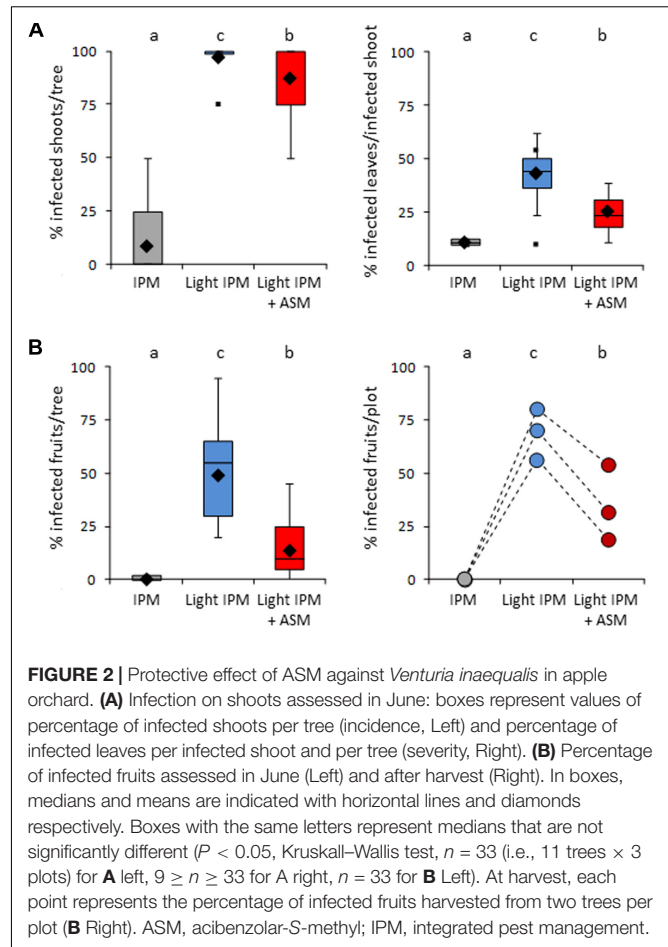 A
a c b
% infected shoots/tree
100
75
50
25
0
IPM Light IPM Light IPM
+ ASM
a c b
% infected leaves/infected shoot
100
75
50
25
0
IPM Light IPM Light IPM
+ ASM
B
a c b
% infected fruits/tree
100
75
50
25
0
IPM Light IPM Light IPM
+ ASM
a c b
% infected fruits/plot
100
75
50
25
0
IPM Light IPM Light IPM
+ ASM
FIGURE 2 | Protective effect of ASM against Venturia inaequalis in apple
orchard. (A) Infection on shoots assessed in June: boxes represent values of
percentage of infected shoots per tree (incidence, Left) and percentage of
infected leaves per infected shoot and per tree (severity, Right). (B) Percentage
of infected fruits assessed in June (Left) and after harvest (Right). In boxes,
medians and means are indicated with horizontal lines and diamonds
respectively. Boxes with the same letters represent medians that are not
significantly different (P < 0.05, Kruskall–Wallis test, n = 33 (i.e., 11 trees × 3
plots) for A left, 9 ≥ n ≥ 33 for A right, n = 33 for B Left). At harvest, each
point represents the percentage of infected fruits harvested from two trees per
plot (B Right). ASM, acibenzolar-S-methyl; IPM, integrated pest management.